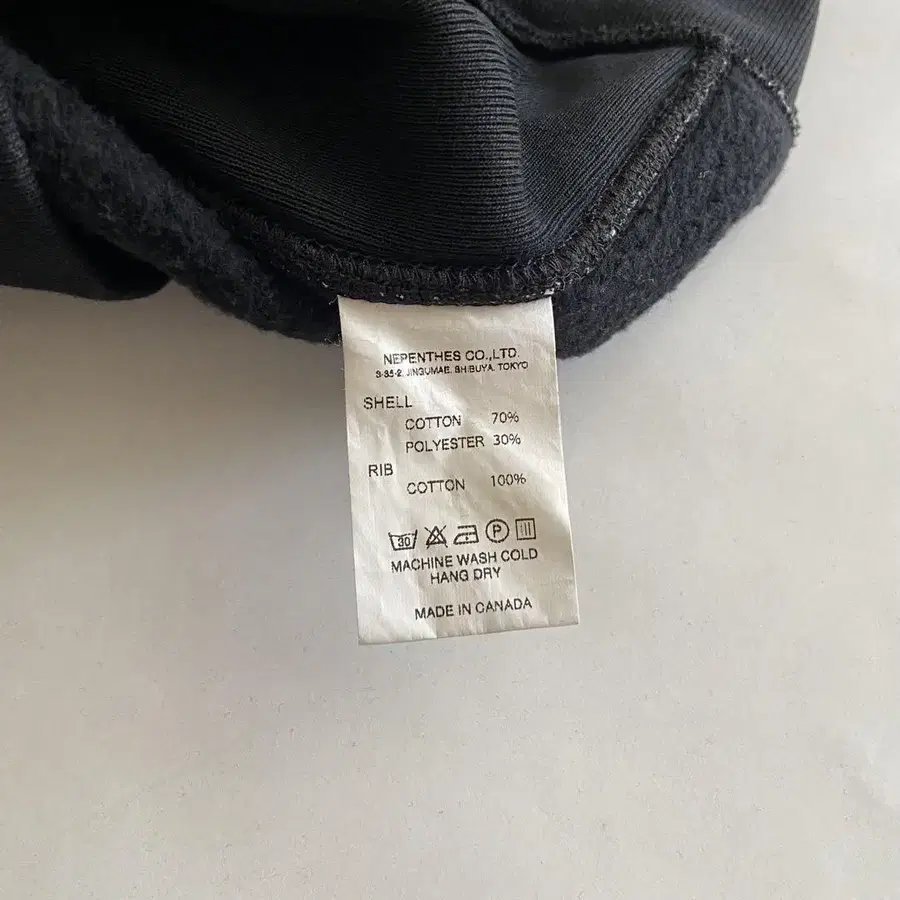 NEPENTHES CO.,LTD.
3-35-2, JINGUMAE, SHIBUYA, TOKYO
SHELL
COTTON 70%
POLYESTER 30%
RIB
COTTON 100%
30 P
MACHINE WASH COLD
HANG DRY
MADE IN CANADA